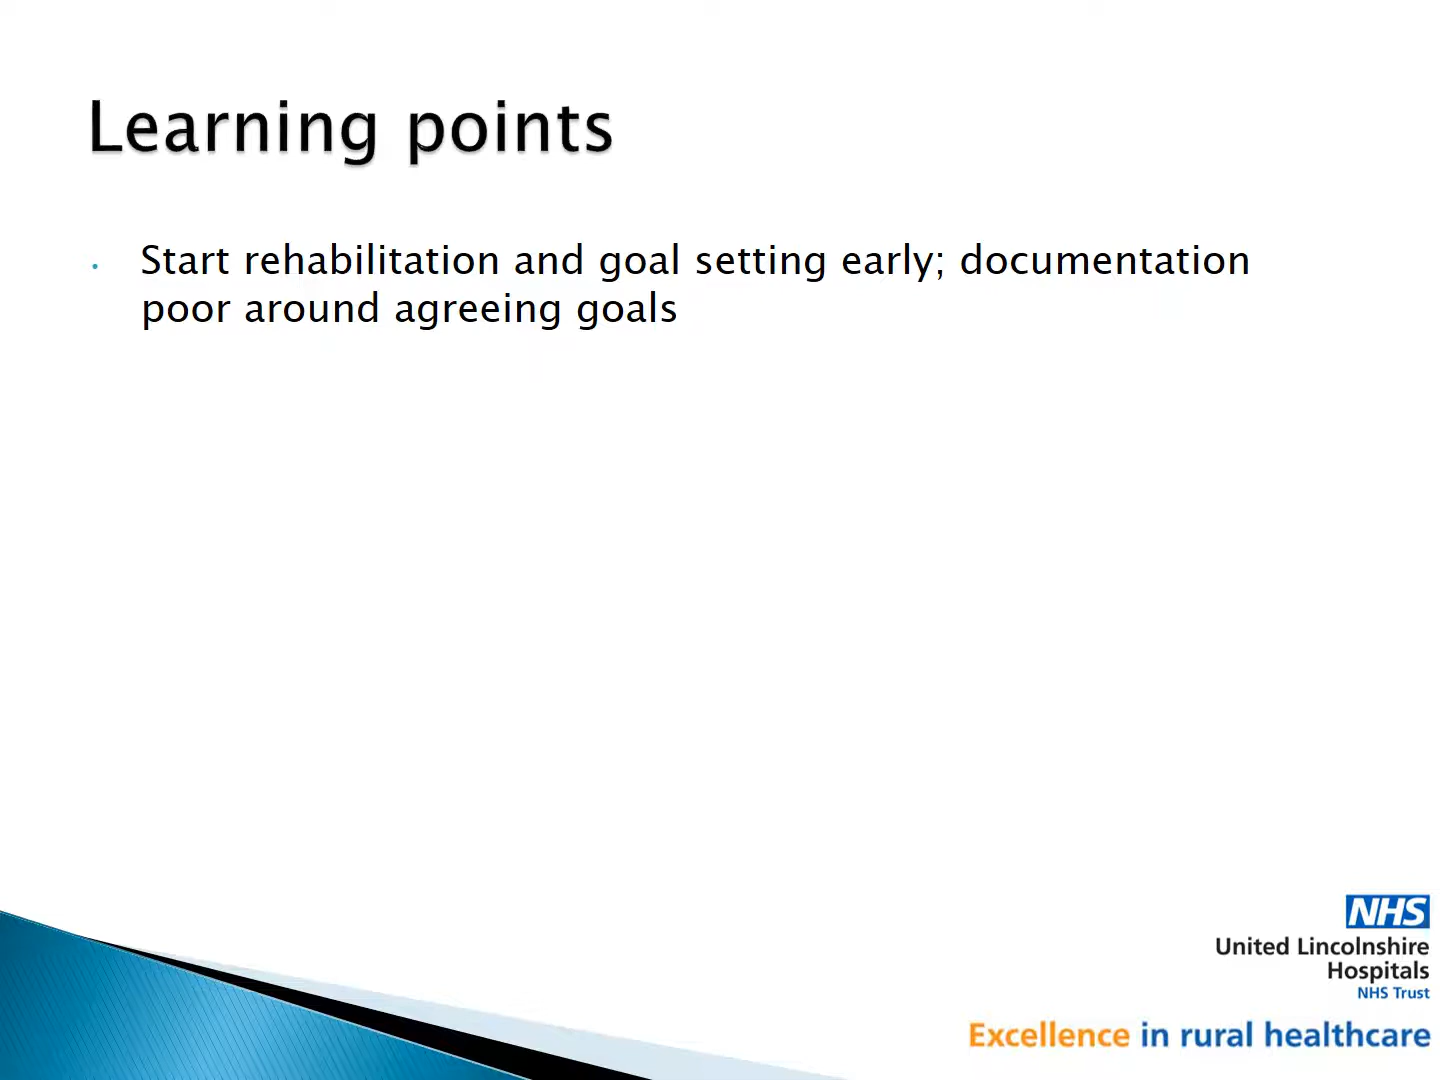 Learning points
• Start rehabilitation and goal setting early; documentation
poor around agreeing goals
NHS
United Lincolnshire
Hospitals
NHS Trust
Excellence in rural healthcare